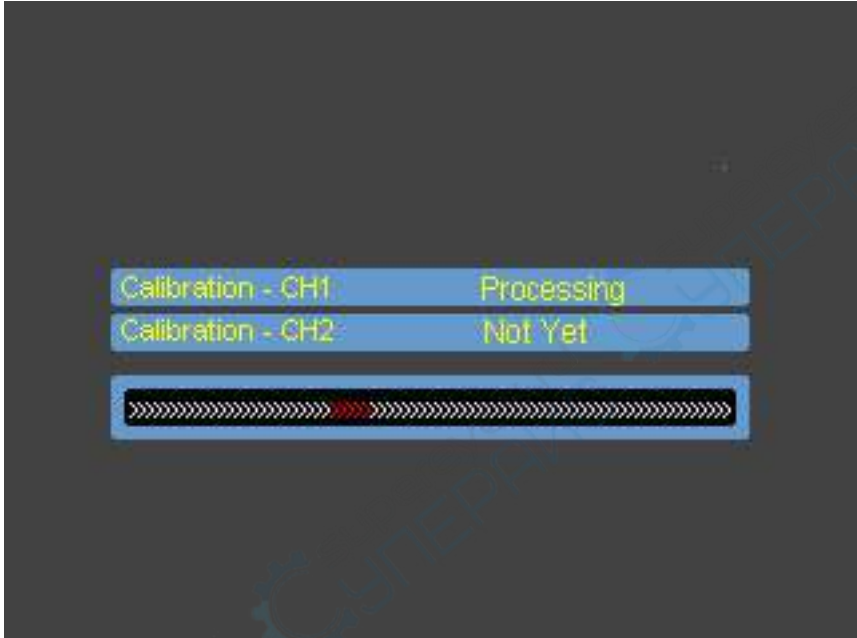 Calibration - CH1 Processing
Calibration - CH2 Not Yet